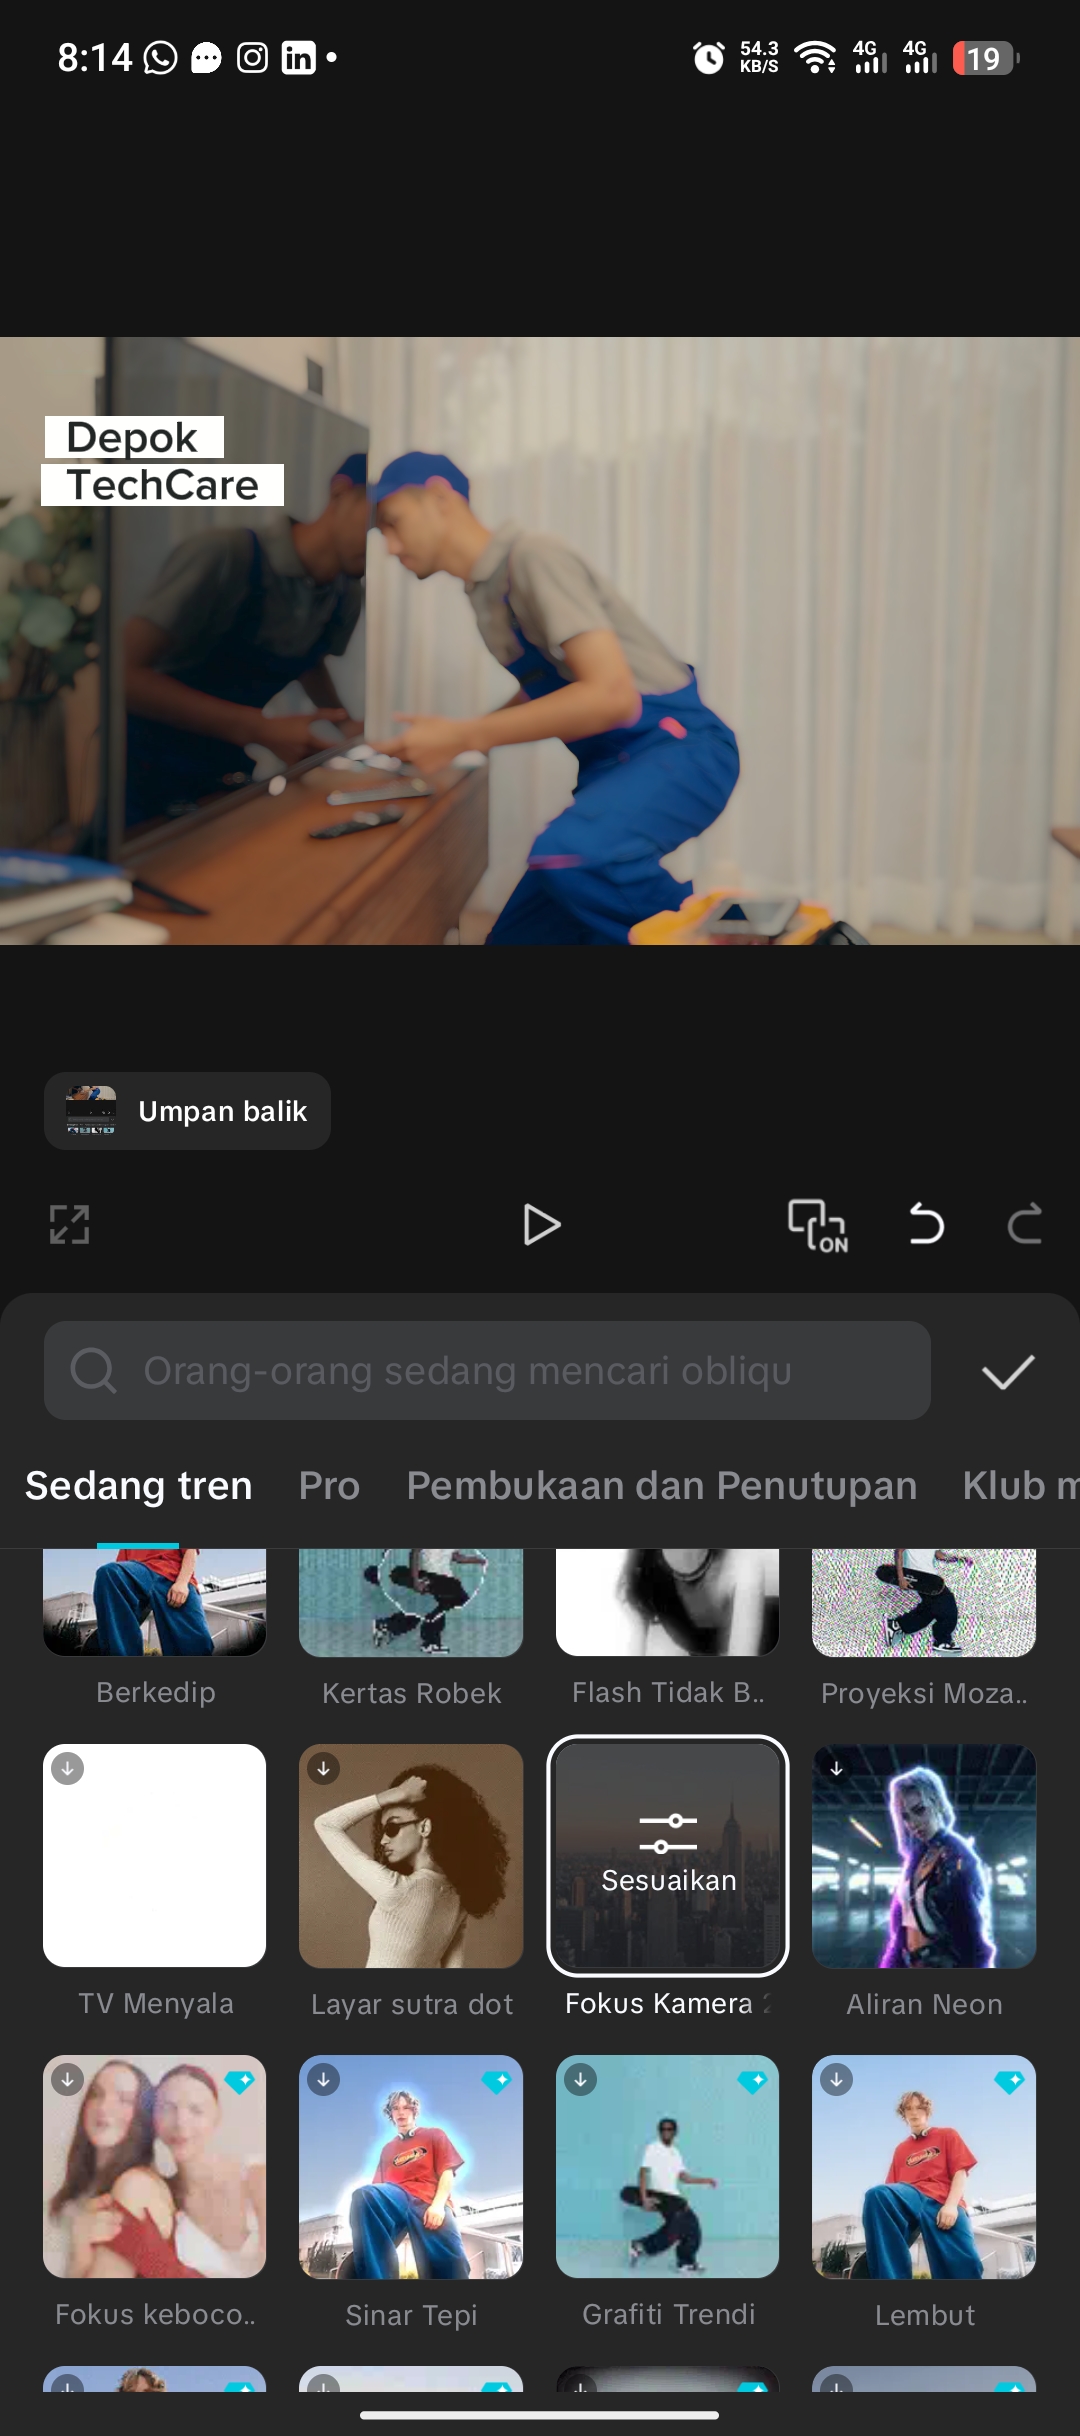 8:14
54.3
KB/S
4G
4G
19
Depok
TechCare
Umpan balik
ON
Orang-orang sedang mencari obliqu
Sedang tren
Pro
Pembukaan dan Penutupan
Klub
Berkedip
Kertas Robek
Flash Tidak B..
Proyeksi Moza..
Sesuaikan
TV Menyala
Layar sutra dot
Fokus Kamera
Aliran Neon
Fokus keboco..
Sinar Tepi
Grafiti Trendi
Lembut